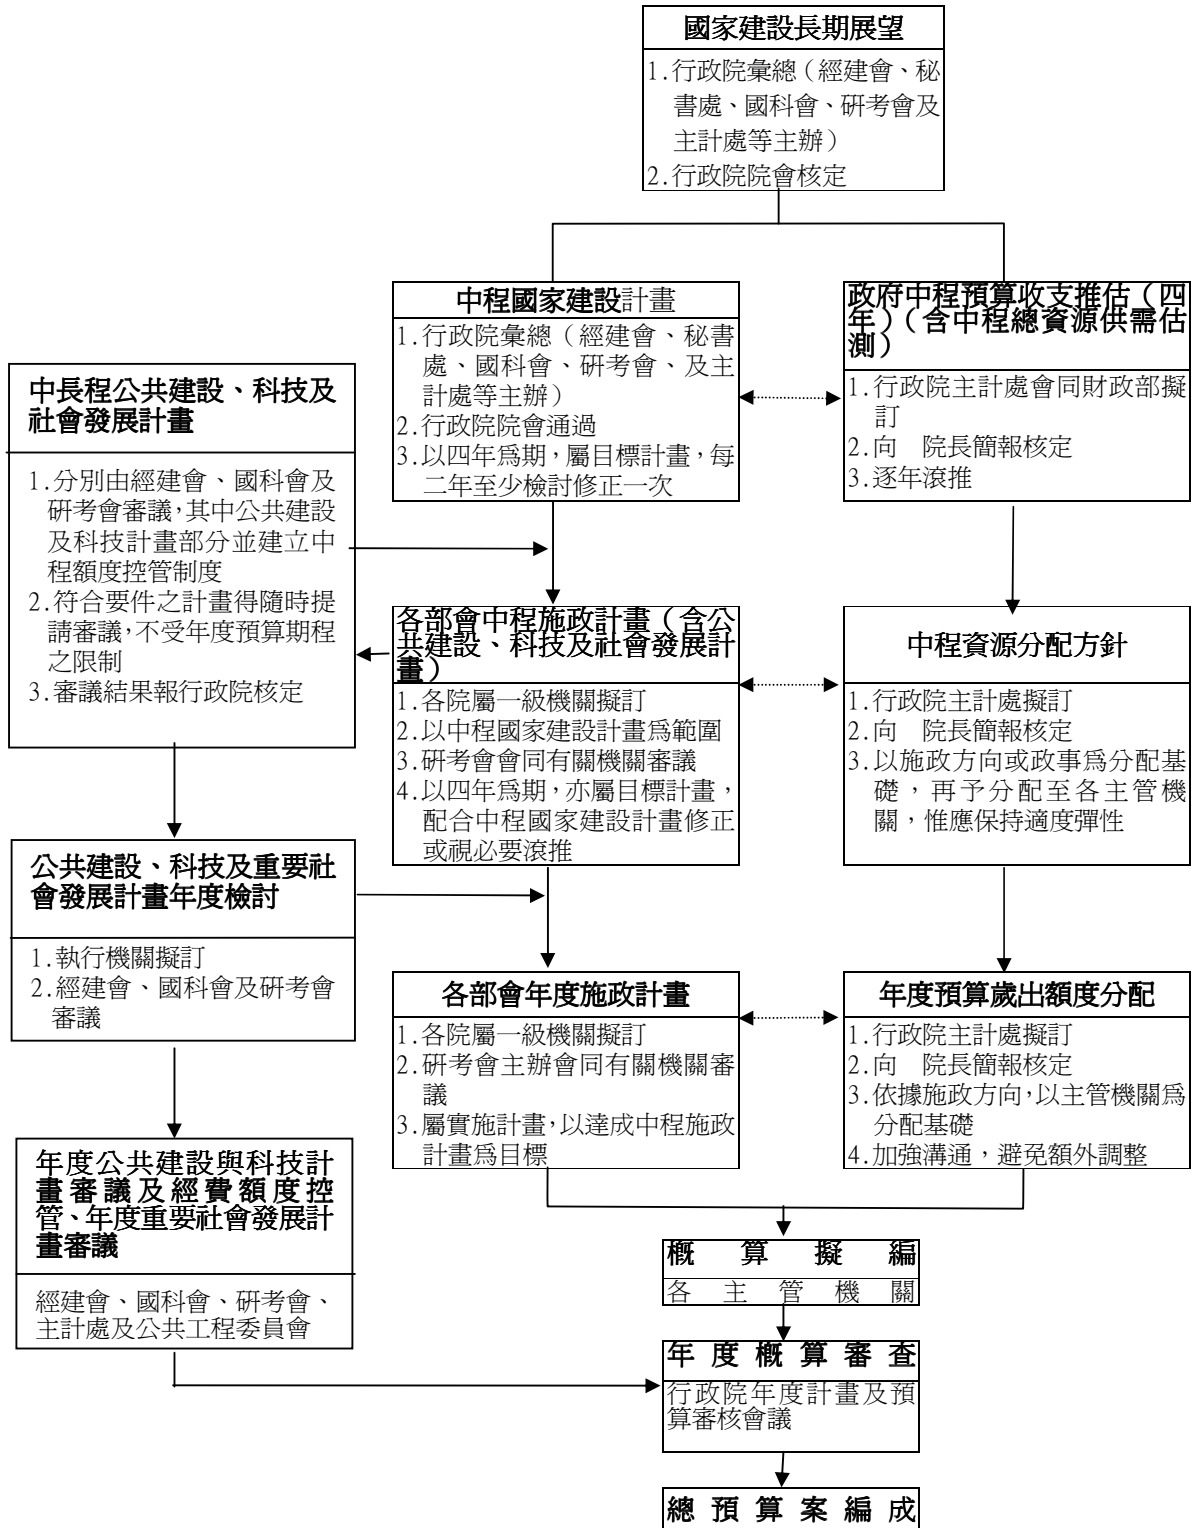 國家建設長期展望
1.行政院彙總（經建會、秘
書處、國科會、研考會及
主計處等主辦）
2.行政院院會核定
中程國家建設計畫
1.行政院彙總（經建會、秘書
處、國科會、研考會、及主
計處等主辦）
2.行政院院會通過
3.以四年為期，屬目標計畫，每
二年至少檢討修正一次
政府中程預算收支推估（四
年）（含中程總資源供需估
測）
1.行政院主計處會同財政部擬
訂
2.向　院長簡報核定
3.逐年滾推
中長程公共建設、科技及
社會發展計畫
1.分別由經建會、國科會及
研考會審議，其中公共建設
及科技計畫部分並建立中
程額度控管制度
2.符合要件之計畫得隨時提
請審議，不受年度預算期程
之限制
3.審議結果報行政院核定
各部會中程施政計畫（含公
共建設、科技及社會發展計
畫）
1.各院屬一級機關擬訂
2.以中程國家建設計畫為範圍
3.研考會會同有關機關審議
4.以四年為期，亦屬目標計畫，
配合中程國家建設計畫修正
或視必要滾推
中程資源分配方針
1.行政院主計處擬訂
2.向　院長簡報核定
3.以施政方向或政事為分配基
礎，再予分配至各主管機
關，惟應保持適度彈性
公共建設、科技及重要社
會發展計畫年度檢討
1.執行機關擬訂
2.經建會、國科會及研考會
審議
各部會年度施政計畫
1.各院屬一級機關擬訂
2.研考會主辦會同有關機關審
議
3.屬實施計畫，以達成中程施政
計畫為目標
年度預算歲出額度分配
1.行政院主計處擬訂
2.向　院長簡報核定
3.依據施政方向，以主管機關為
分配基礎
4.加強溝通，避免額外調整
年度公共建設與科技計
畫審議及經費額度控
管、年度重要社會發展計
畫審議
經建會、國科會、研考會、
主計處及公共工程委員會
概算擬編
各主管機關
年度概算審查
行政院年度計畫及預
算審核會議
總預算案編成